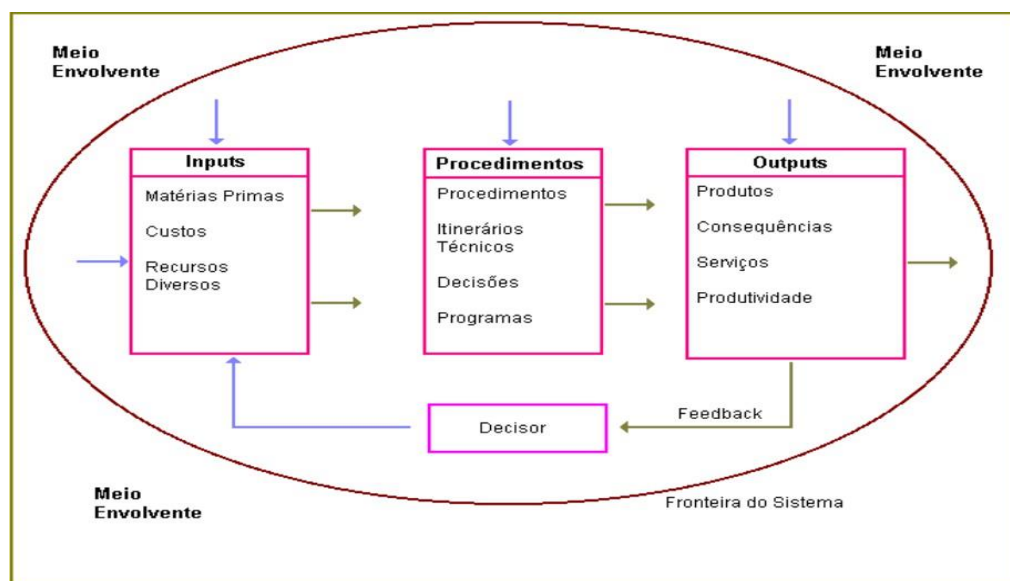 Meio
Envolvente
Meio
Envolvente
Inputs
Matérias Primas
Custos
Recursos
Diversos
Procedimentos
Procedimentos
Itinerários
Técnicos
Decisões
Programas
Outputs
Produtos
Consequências
Serviços
Produtividade
Decisor
Feedback
Meio
Envolvente
Fronteira do Sistema